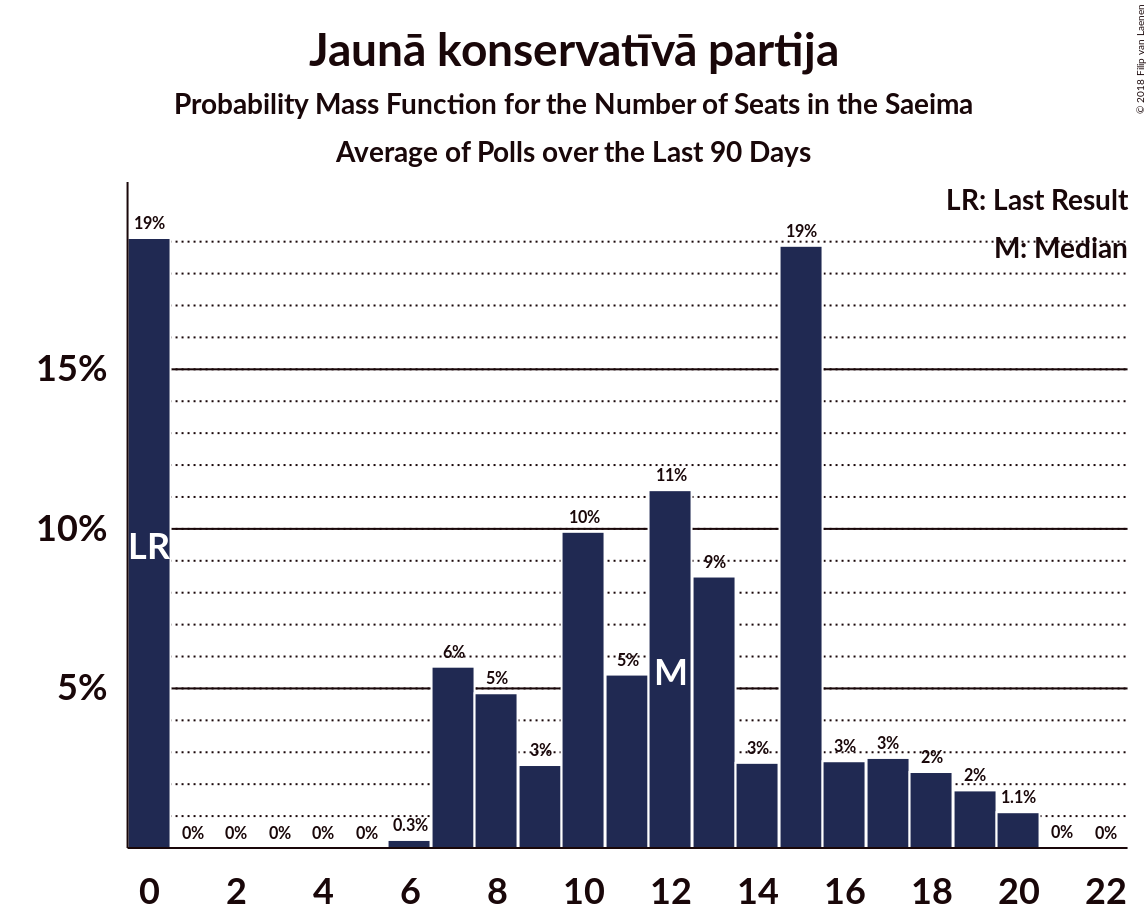 Jaunā konservatīvā partija
Probability Mass Function for the Number of Seats in the Saeima
Average of Polls over the Last 90 Days
© 2018 Filip van Laenen
LR: Last Result
M: Median
15%
10%
5%
19%
0%
0%
0%
0%
0%
0.3%
6%
5%
3%
10%
5%
11%
9%
3%
19%
3%
3%
2%
2%
1.1%
0%
0%
LR
M
0 2 4 6 8 10 12 14 16 18 20 22